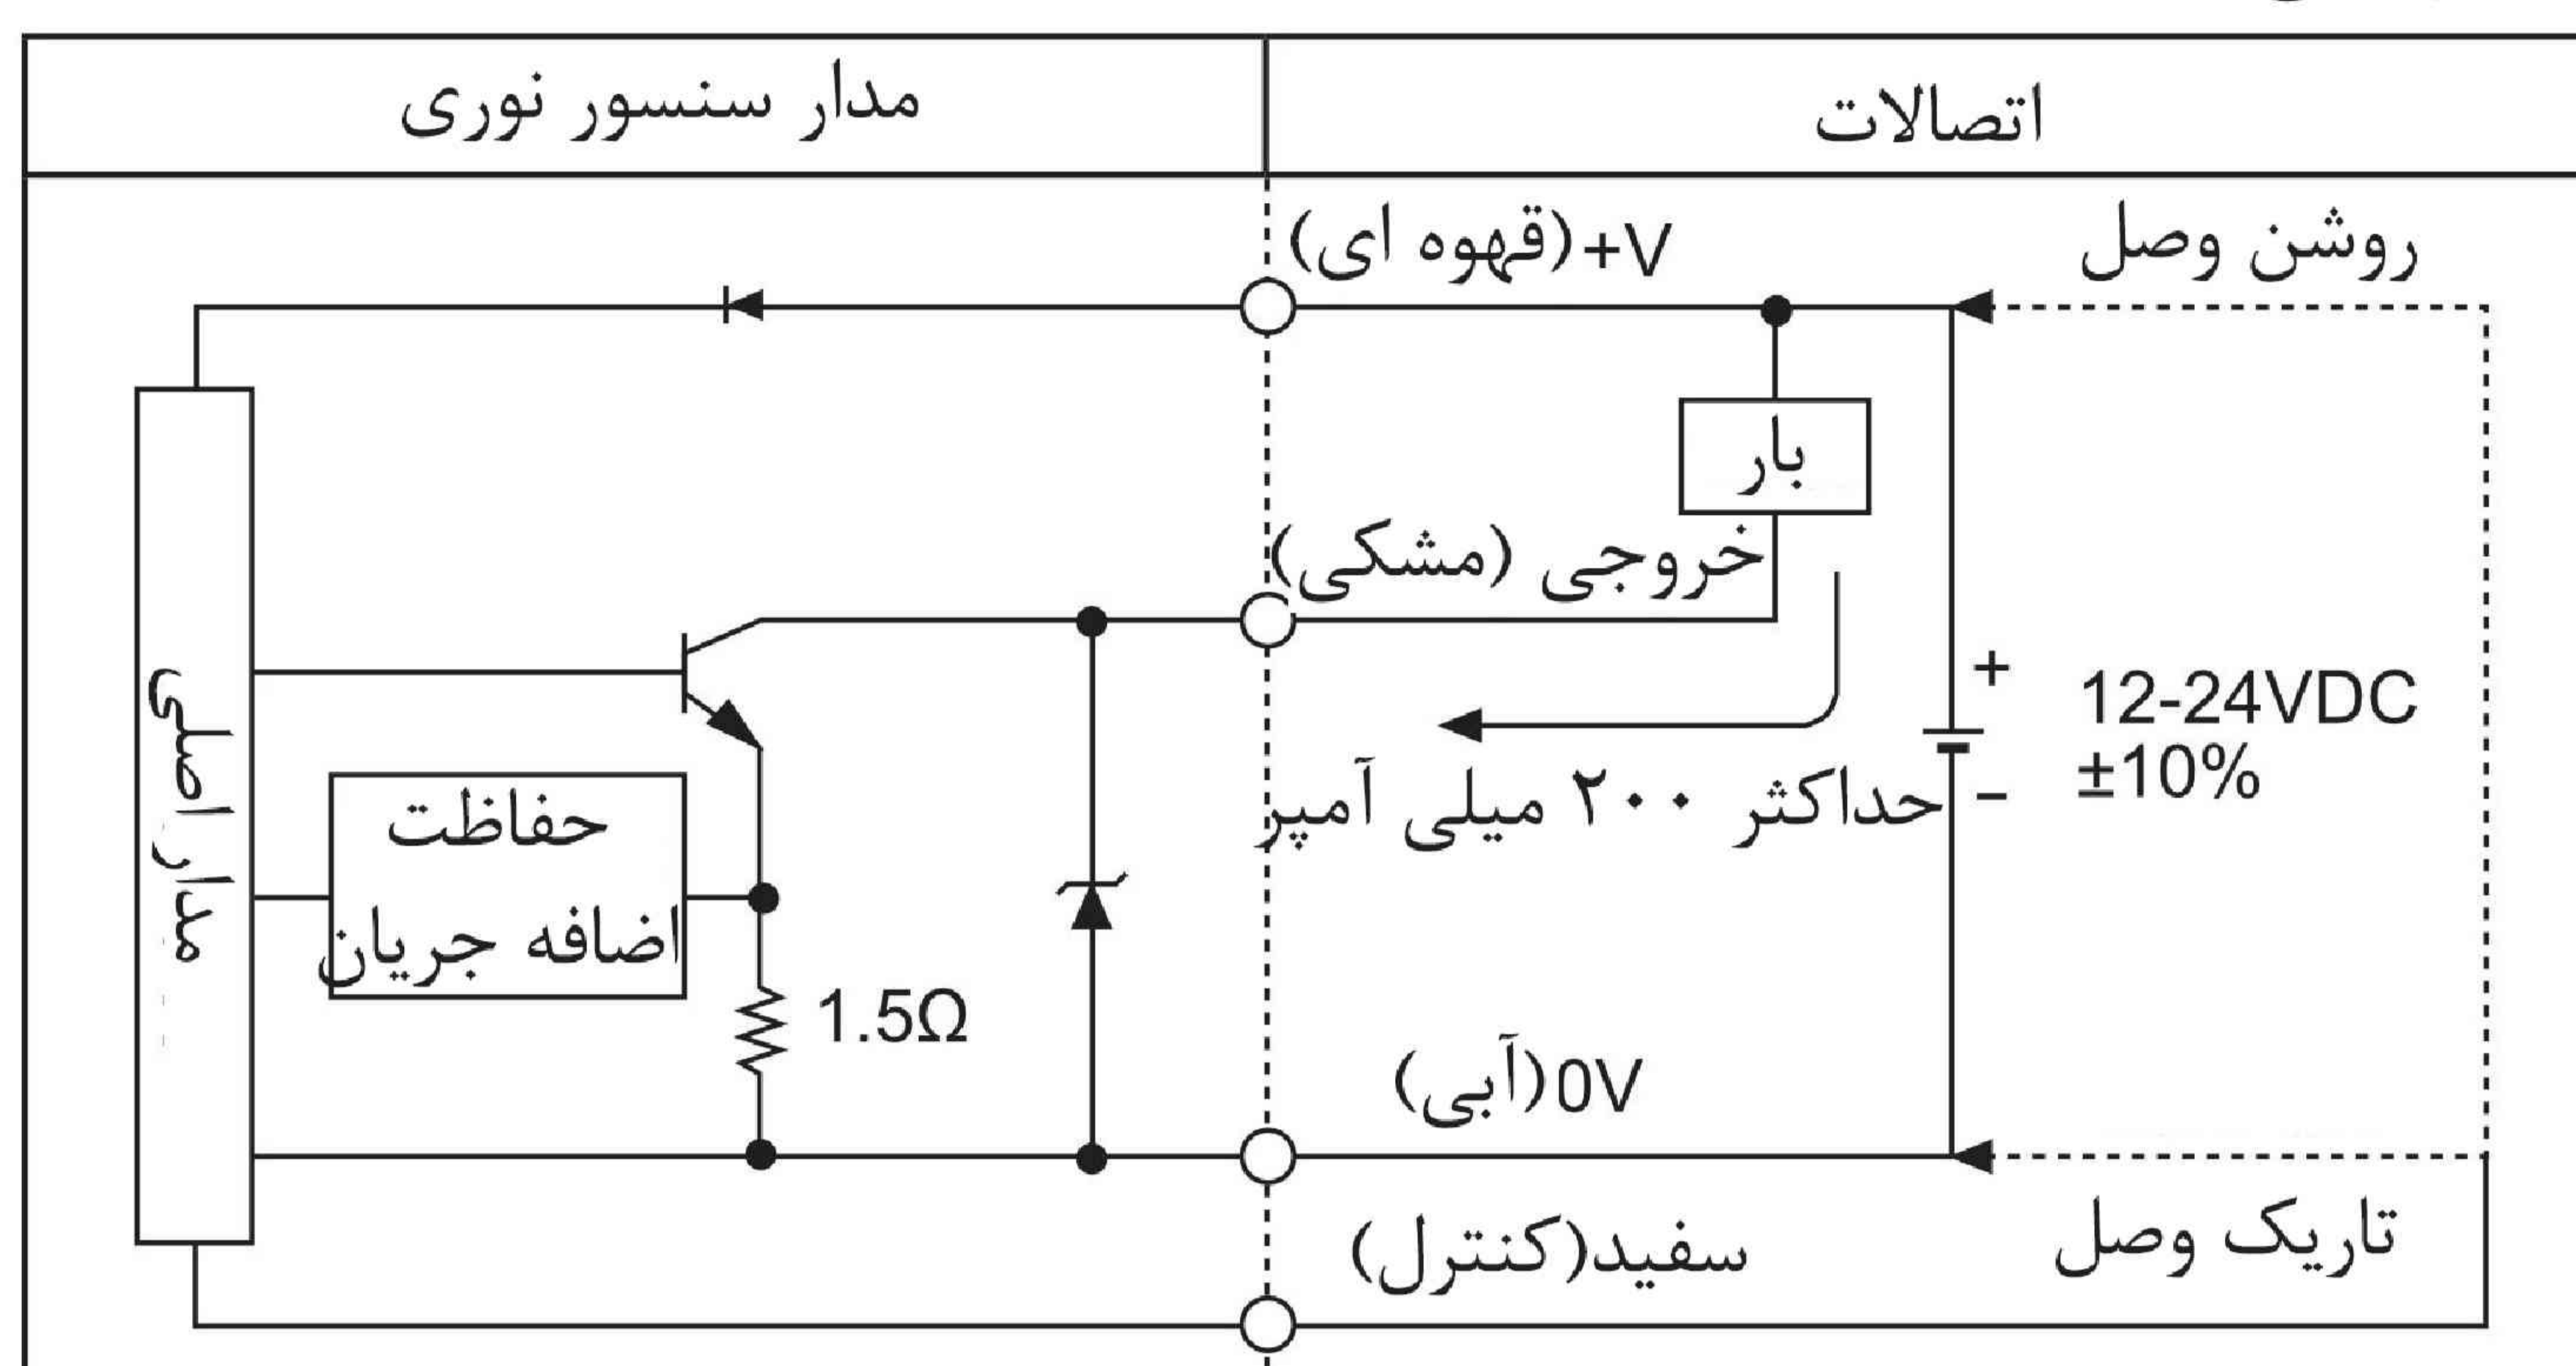 مدار سنسور نوری
اتصالات
(قهوه ای)+V
روشن وصل
بار
خروجی (مشکی)
مدار اصلی
حفاظت
اضافه جریان
1.5Ω
حداکثر ۲۰۰ میلی آمپر
+
−
12-24VDC
±10%
(آبی)0V
سفید(کنترل)
تاریک وصل